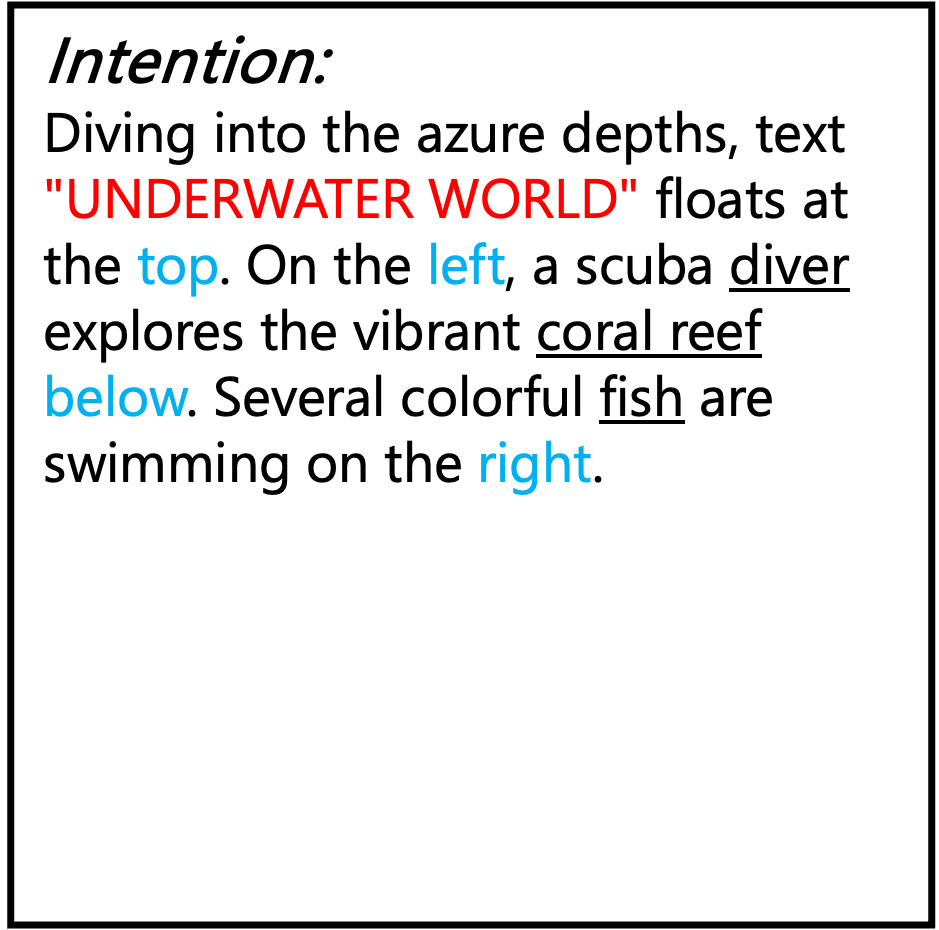 Intention:
Diving into the azure depths, text
"UNDERWATER WORLD" floats at
the top. On the left, a scuba diver
explores the vibrant coral reef
below. Several colorful fish are
swimming on the right.